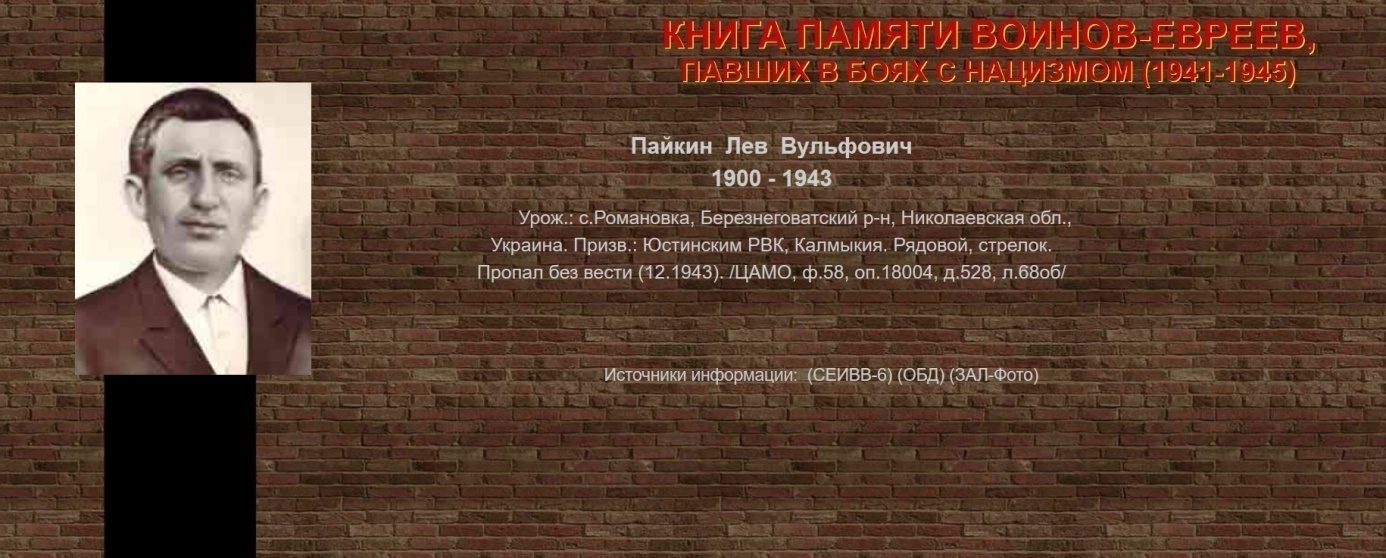 КНИГА ПАМЯТИ ВОИНОВ-ЕВРЕЕВ,
ПАВШИХ В БОЯХ С НАЦИЗМОМ (1941-1945)
Пайкин Лев Вульфович
1900 - 1943
Урож.: с.Романовка, Березнеговатский р-н, Николаевская обл.,
Украина. Призв.: Юстинским РВК, Калмыкия. Рядовой, стрелок.
Пропал без вести (12.1943). /ЦАМО, ф.58, оп.18004, д.528, л.68об/
Источники информации: (СЕИВВ-6) (ОБД) (ЗАЛ-Фото)